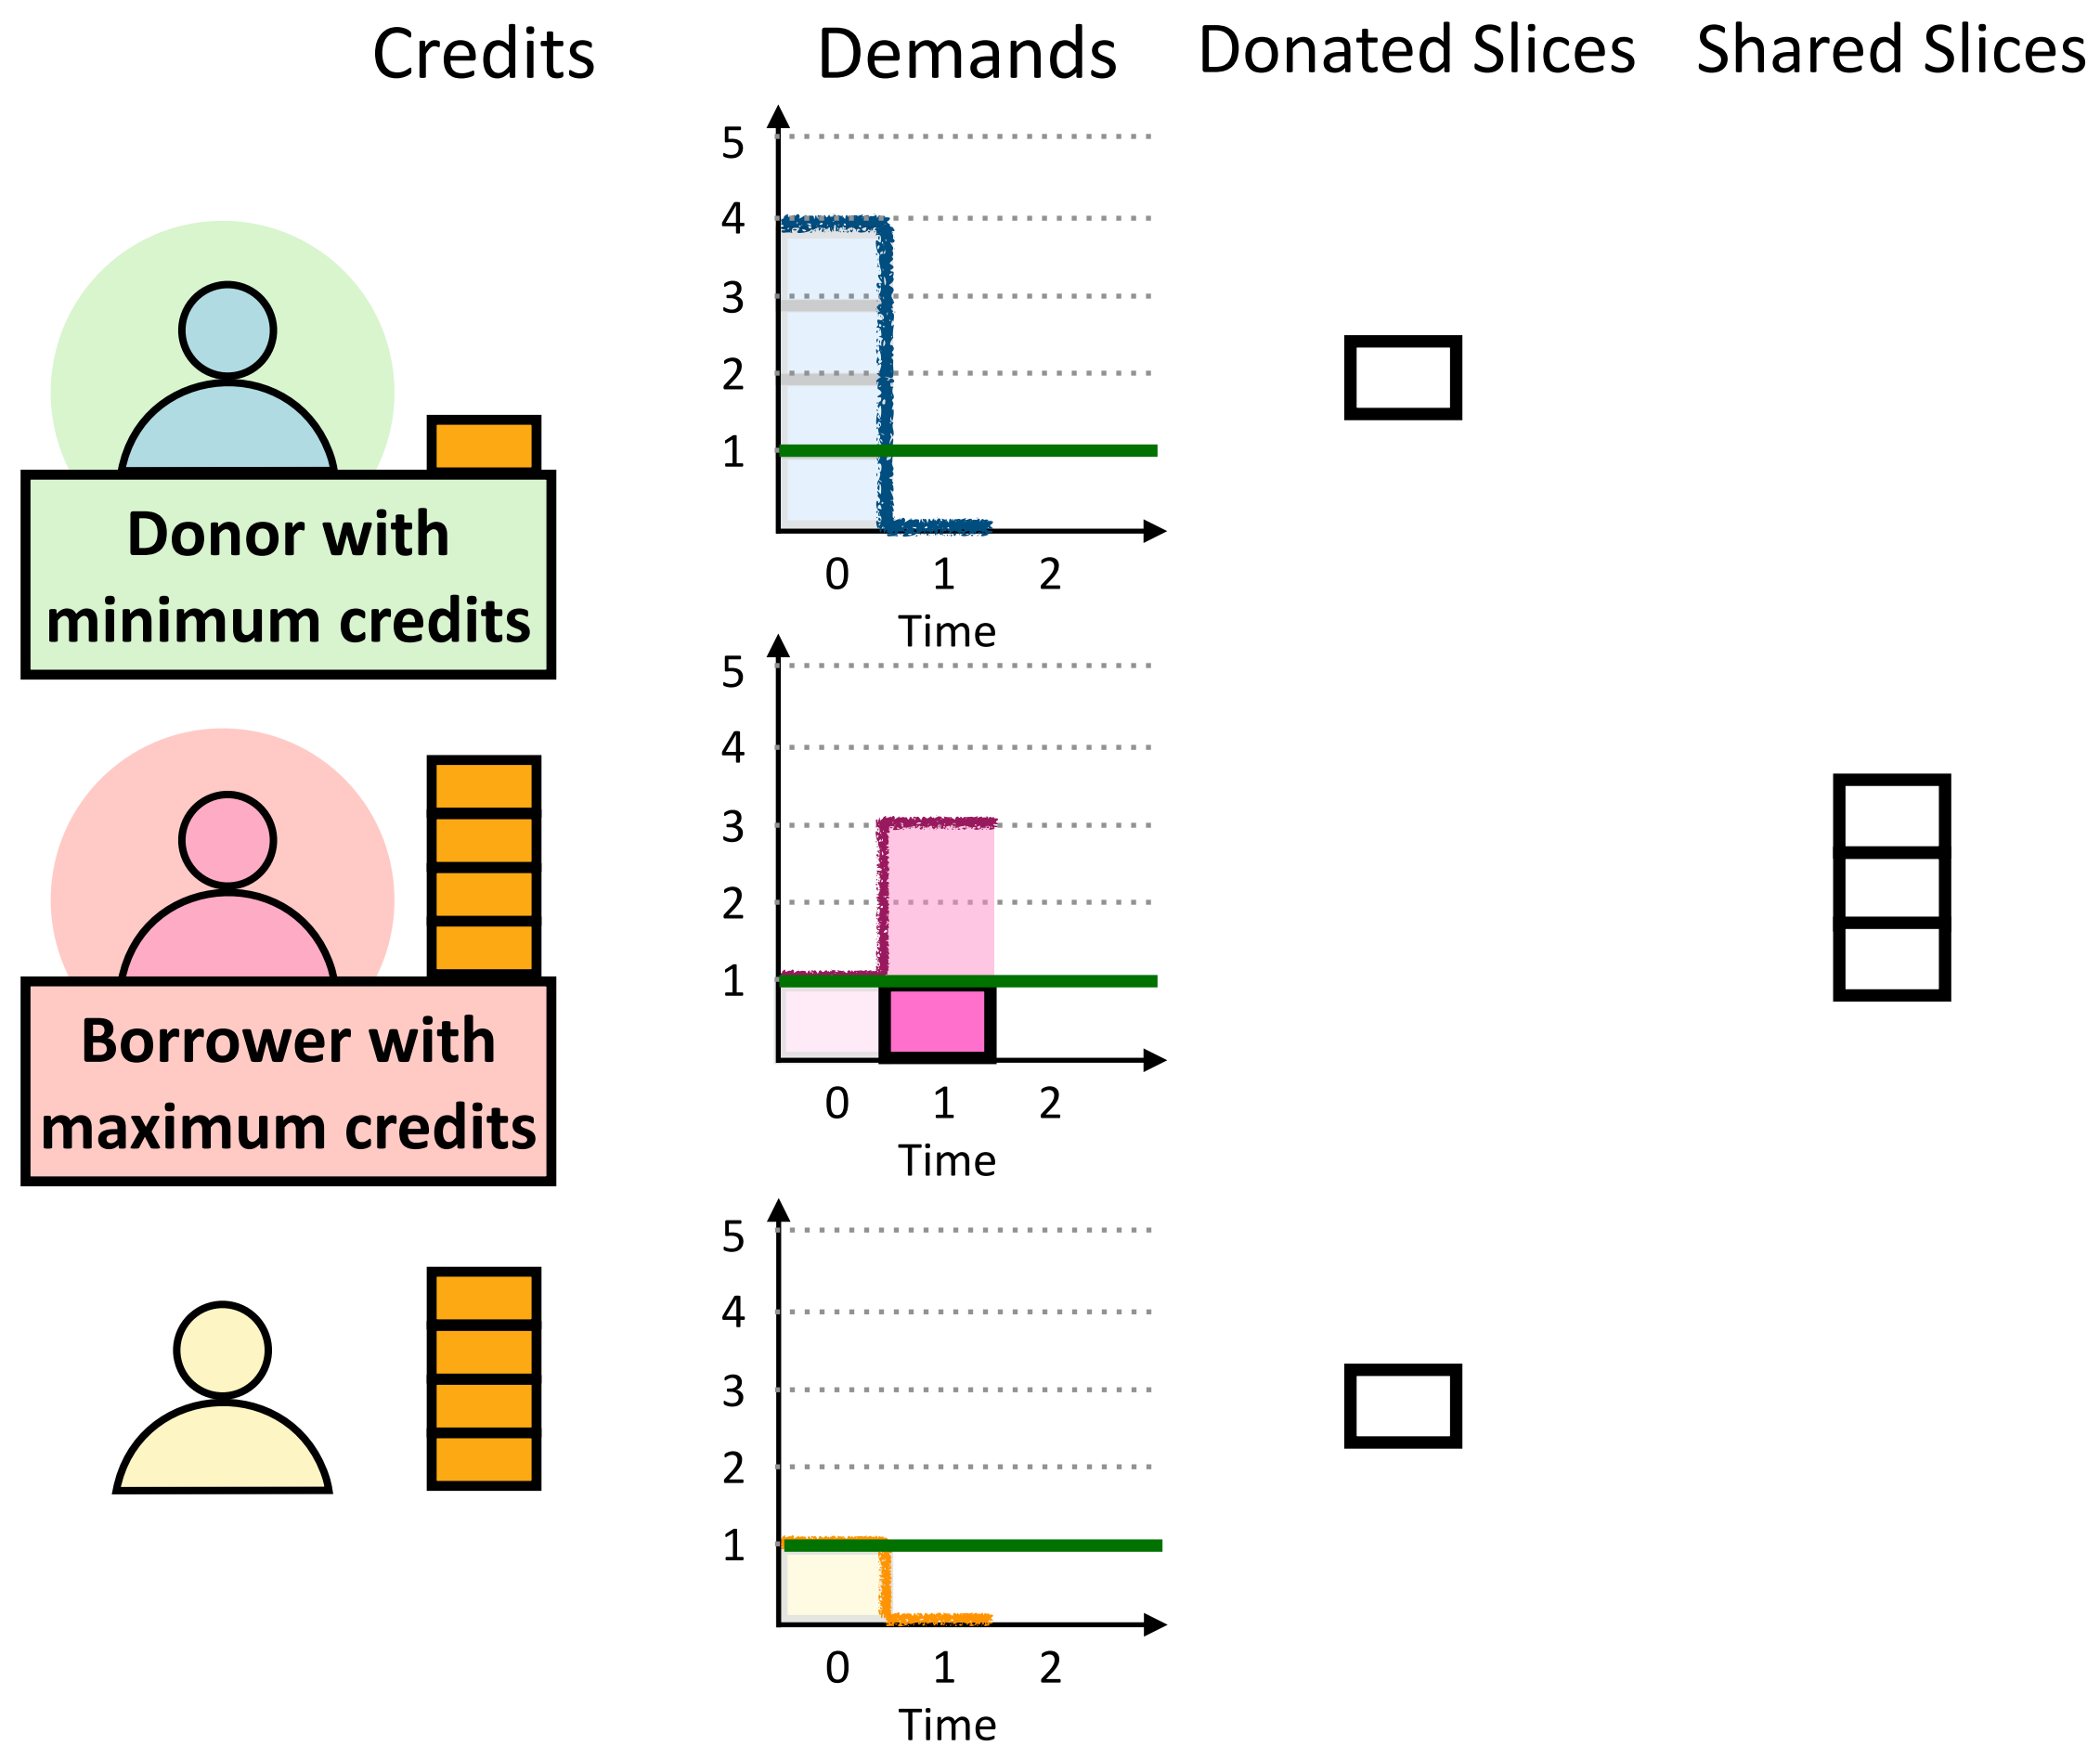 Credits
Demands
Donated Slices
Shared Slices
5
4
3
2
1
0 1 2
Time
Donor with
minimum credits
5
4
3
2
1
0 1 2
Time
Borrower with
maximum credits
5
4
3
2
1
0 1 2
Time